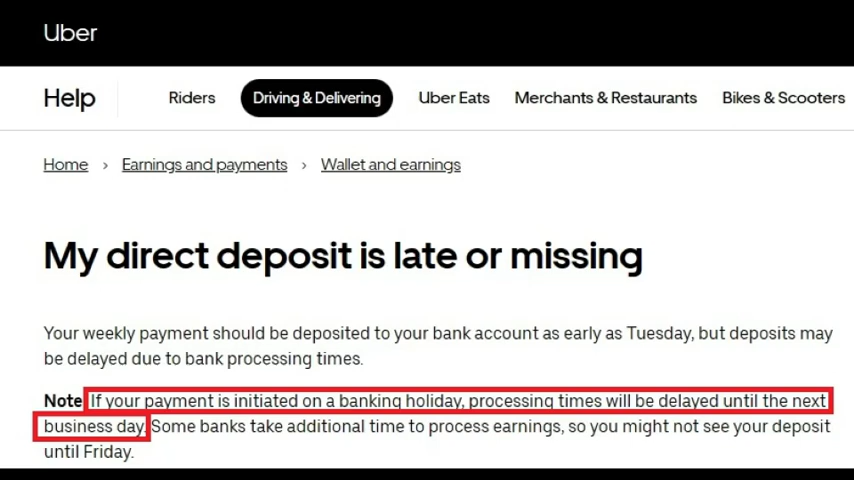 Uber
Help Riders Driving & Delivering Uber Eats Merchants & Restaurants Bikes & Scooters
Home > Earnings and payments > Wallet and earnings
My direct deposit is late or missing
Your weekly payment should be deposited to your bank account as early as Tuesday, but deposits may
be delayed due to bank processing times.
Note: If your payment is initiated on a banking holiday, processing times will be delayed until the next
business day. Some banks take additional time to process earnings, so you might not see your deposit
until Friday.